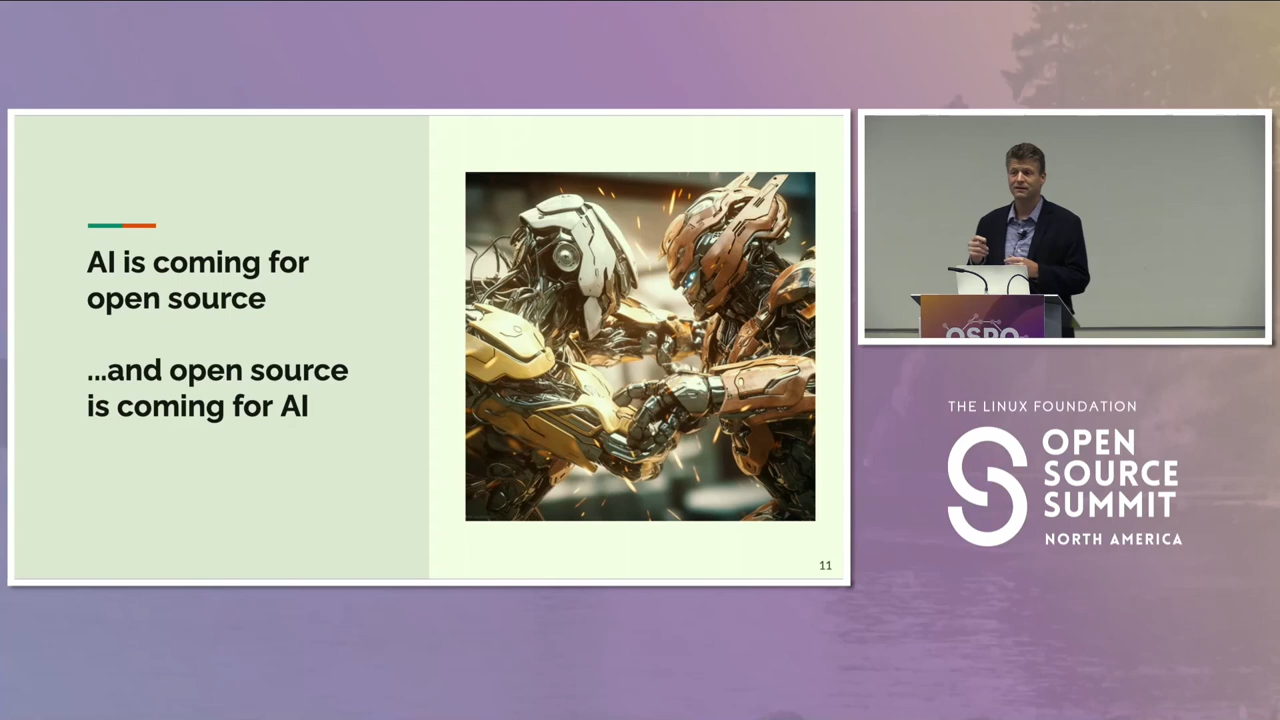 AI is coming for
open source
...and open source
is coming for AI
11
OSPO
THE LINUX FOUNDATION
OPEN
SOURCE
SUMMIT
NORTH AMERICA